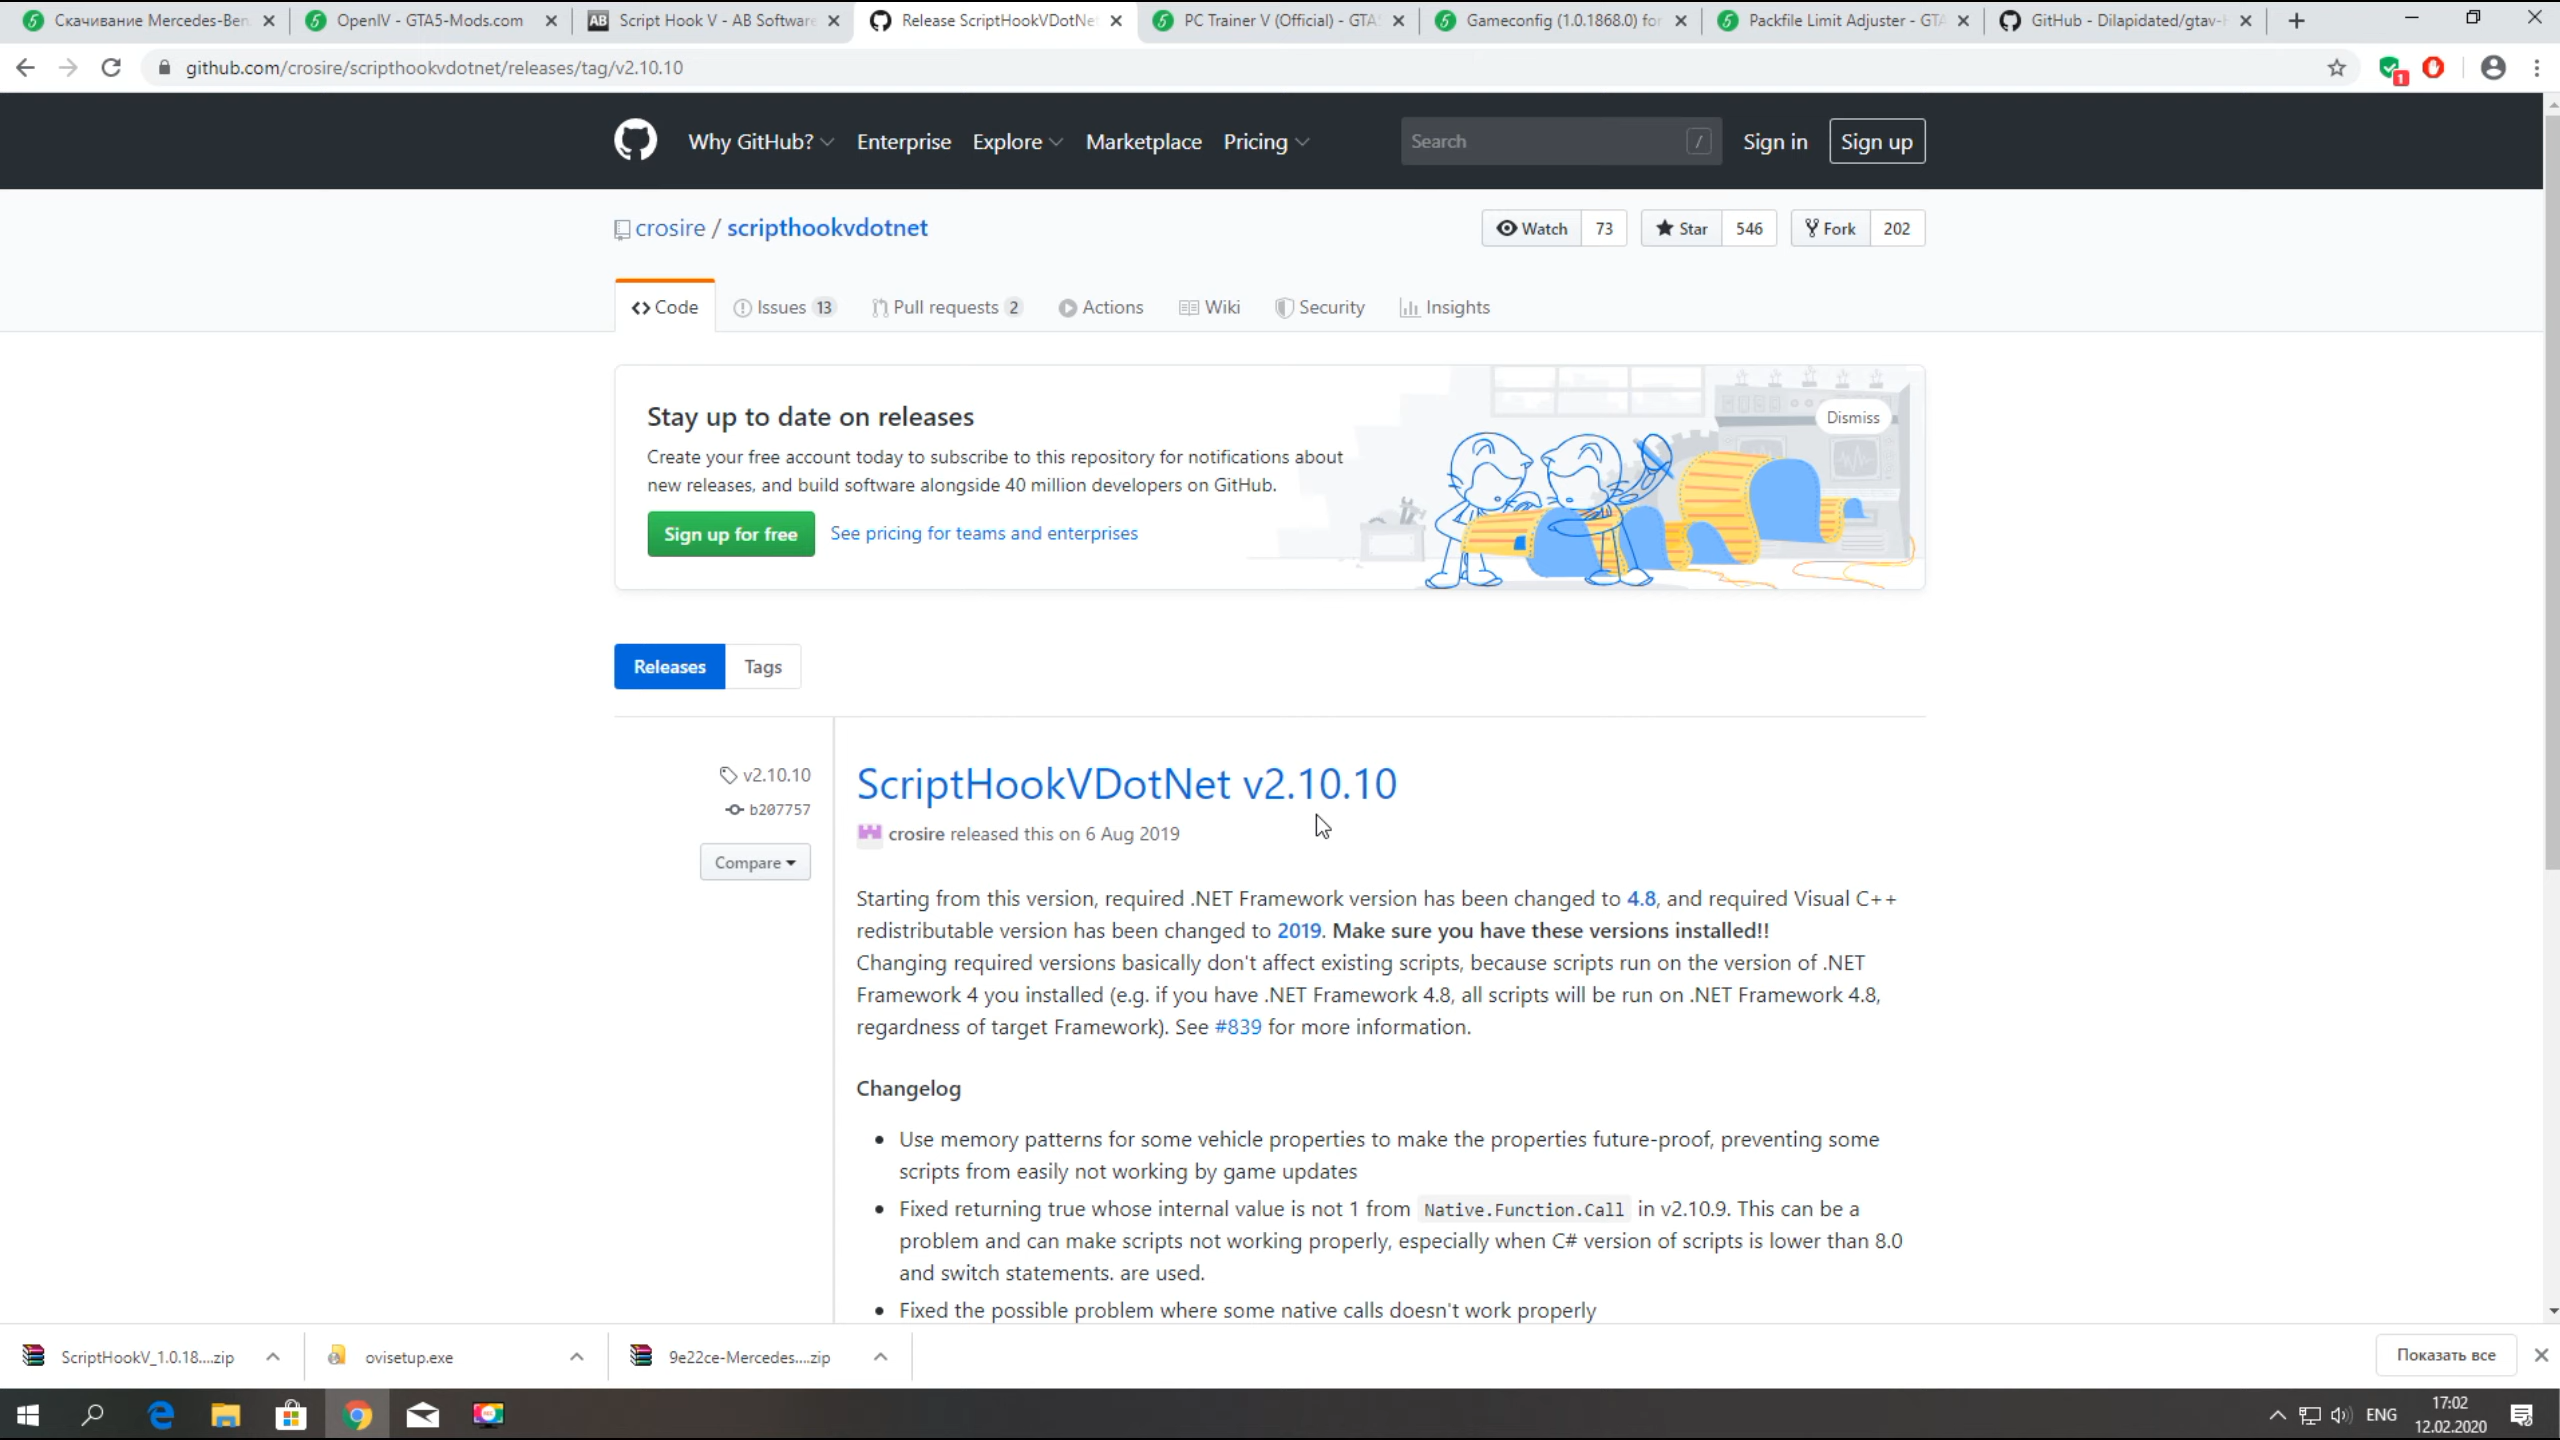 Скачивание Mercedes-Ben
OpenIV - GTA5-Mods.com
AB Script Hook V - AB Software
Release ScriptHookVDotNet
PC Trainer V (Official) - GTA5
Gameconfig (1.0.1868.0) for
Packfile Limit Adjuster - GTA
GitHub - Dilapidated/gtav-
github.com/crosire/scripthookvdotnet/releases/tag/v2.10.10
1
Why GitHub?
Enterprise
Explore
Marketplace
Pricing
Search
/
Sign in
Sign up
crosire / scripthookvdotnet
Watch 73
Star 546
Fork 202
Code
Issues 13
Pull requests 2
Actions
Wiki
Security
Insights
Stay up to date on releases
Dismiss
Create your free account today to subscribe to this repository for notifications about
new releases, and build software alongside 40 million developers on GitHub.
Sign up for free
See pricing for teams and enterprises
Releases
Tags
v2.10.10
b207757
Compare
ScriptHookVDotNet v2.10.10
crosire released this on 6 Aug 2019
Starting from this version, required .NET Framework version has been changed to 4.8, and required Visual C++
redistributable version has been changed to 2019. Make sure you have these versions installed!!
Changing required versions basically don't affect existing scripts, because scripts run on the version of .NET
Framework 4 you installed (e.g. if you have .NET Framework 4.8, all scripts will be run on .NET Framework 4.8,
regardness of target Framework). See #839 for more information.
Changelog
• Use memory patterns for some vehicle properties to make the properties future-proof, preventing some
scripts from easily not working by game updates
• Fixed returning true whose internal value is not 1 from Native.Function.Call in v2.10.9. This can be a
problem and can make scripts not working properly, especially when C# version of scripts is lower than 8.0
and switch statements. are used.
• Fixed the possible problem where some native calls doesn't work properly
ScriptHookV_1.0.18....zip
ovisetup.exe
9e22ce-Mercedes....zip
Показать все
ENG
17:02
12.02.2020